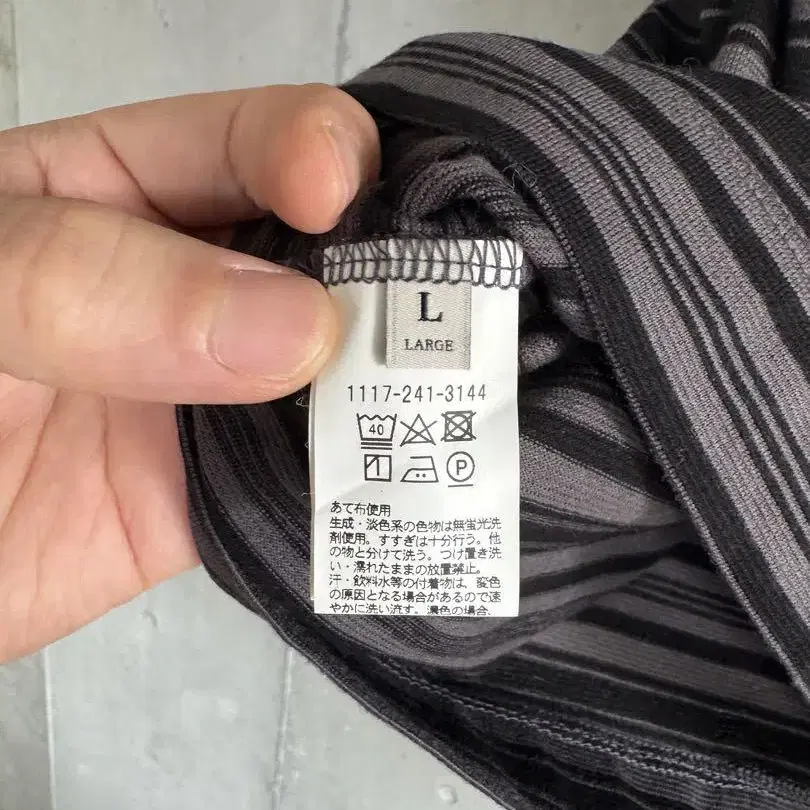 L
LARGE
1117-241-3144
40
P
あて布使用
生成・淡色系の色物は無蛍光洗
剤使用。すすぎは十分行う。他
の物と分けて洗う。つけ置き洗
い・濡れたままの放置禁止。
汗・飲料水等の付着物は、変色
の原因となる場合があるので速
やかに洗い流す。濃色の場合、